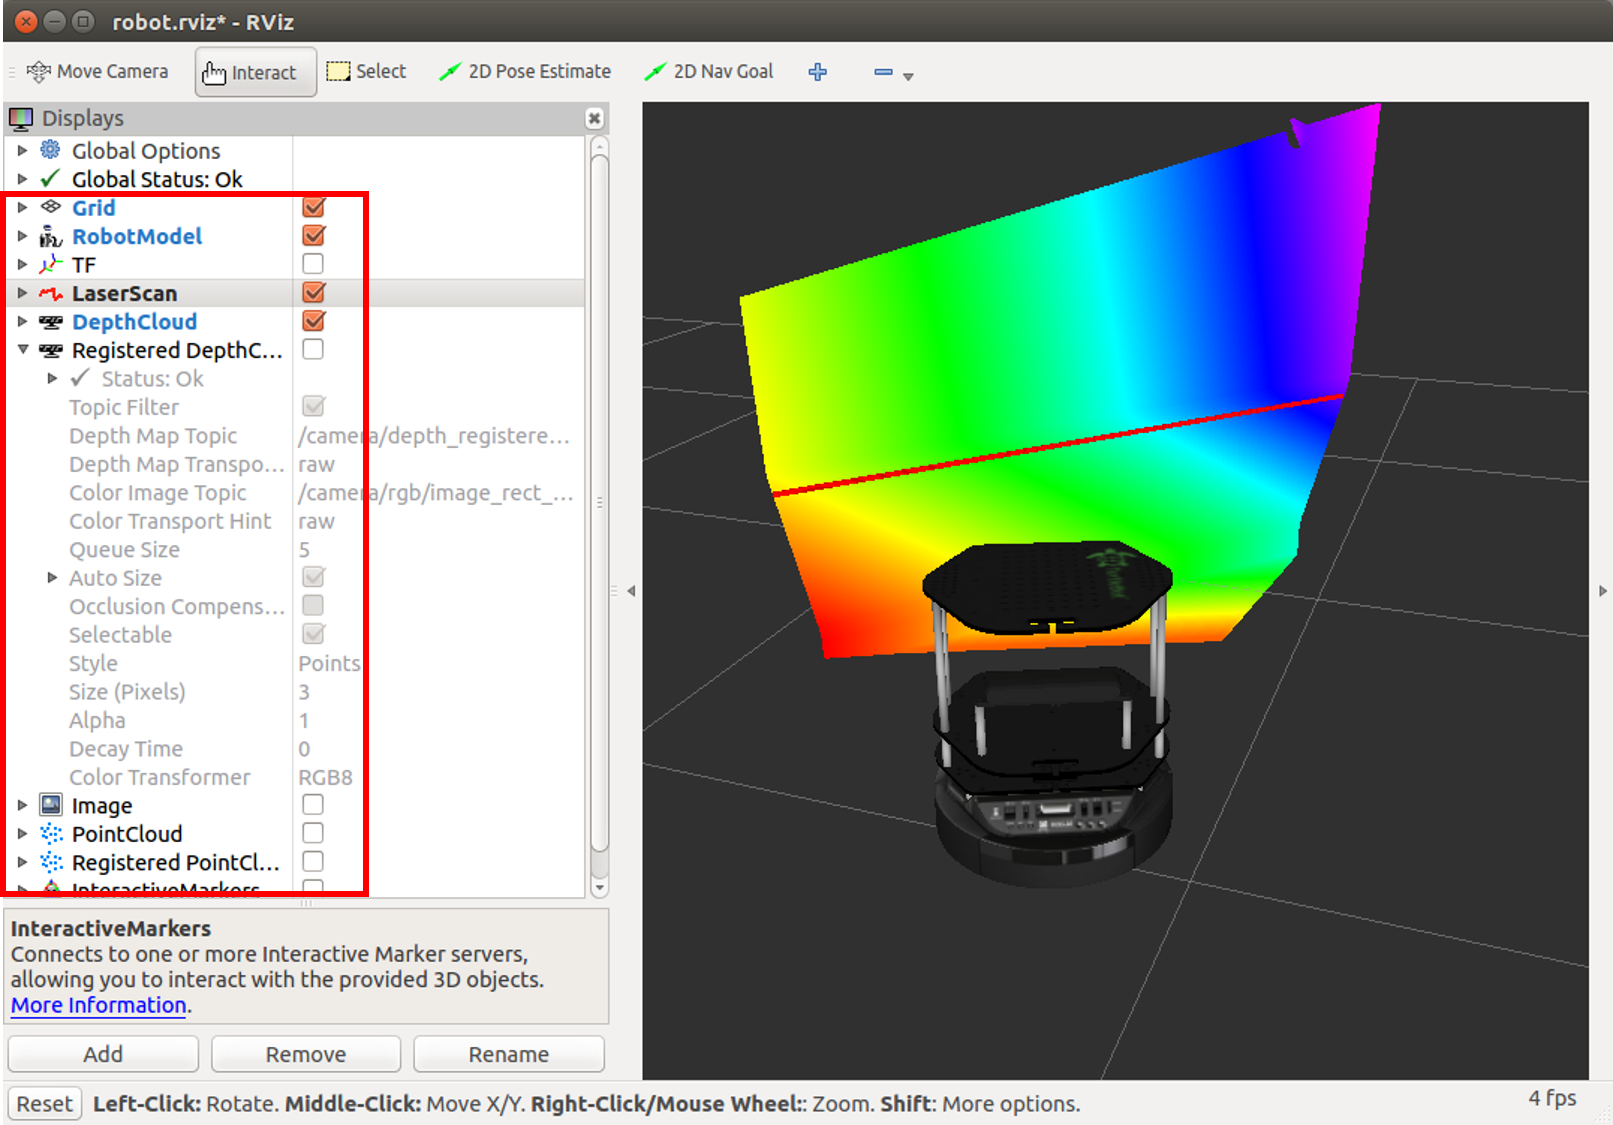 robot.rviz* - RViz
Move Camera Interact Select 2D Pose Estimate 2D Nav Goal
Displays
Global Options
Global Status: Ok
Grid
RobotModel
TF
LaserScan
DepthCloud
Registered DepthC...
Status: Ok
Topic Filter
Depth Map Topic /camera/depth_registere...
Depth Map Transpo... raw
Color Image Topic /camera/rgb/image_rect_...
Color Transport Hint raw
Queue Size 5
Auto Size
Occlusion Compens...
Selectable
Style Points
Size (Pixels) 3
Alpha 1
Decay Time 0
Color Transformer RGB8
Image
PointCloud
Registered PointCl...
InteractiveMarkers
InteractiveMarkers
Connects to one or more Interactive Marker servers,
allowing you to interact with the provided 3D objects.
More Information.
Add Remove Rename
Reset Left-Click: Rotate. Middle-Click: Move X/Y. Right-Click/Mouse Wheel:: Zoom. Shift: More options. 4 fps